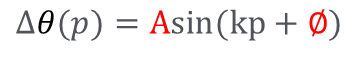 Δθ(p) = Asin(kp + Ø)